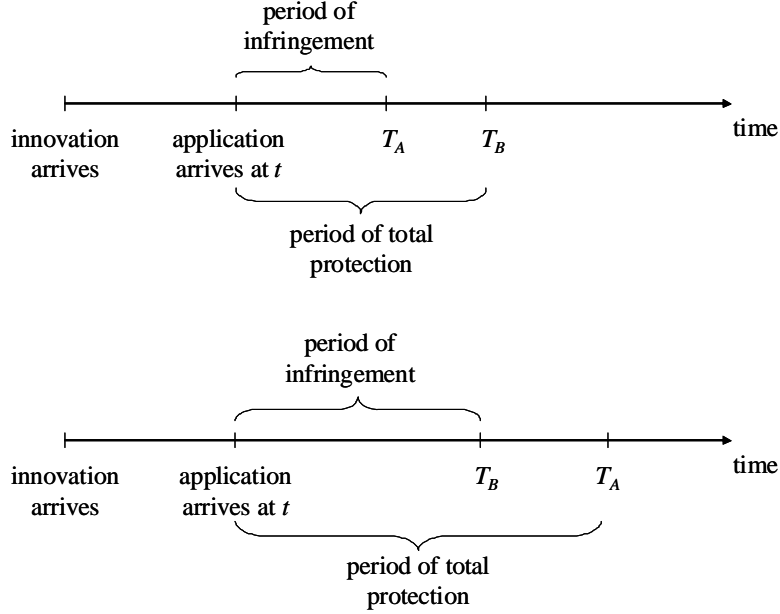 period of
infringement
time
innovation
arrives
application
arrives at t
T_A
T_B
period of total
protection
period of
infringement
time
innovation
arrives
application
arrives at t
T_B
T_A
period of total
protection